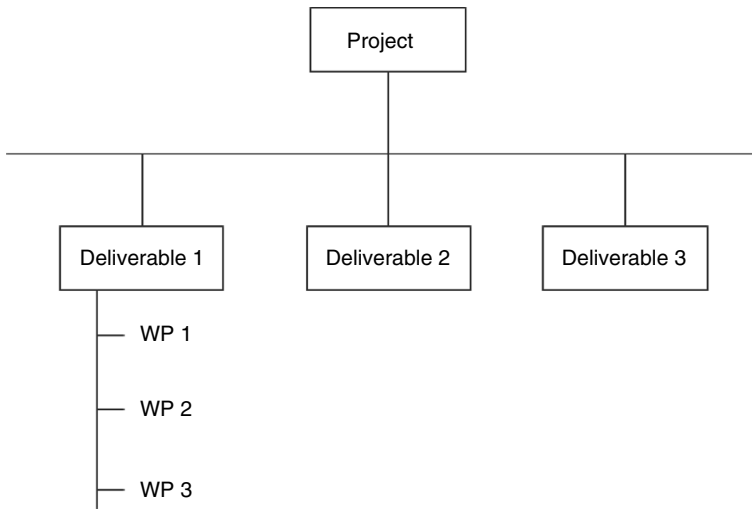 Project
Deliverable 1
Deliverable 2
Deliverable 3
WP 1
WP 2
WP 3